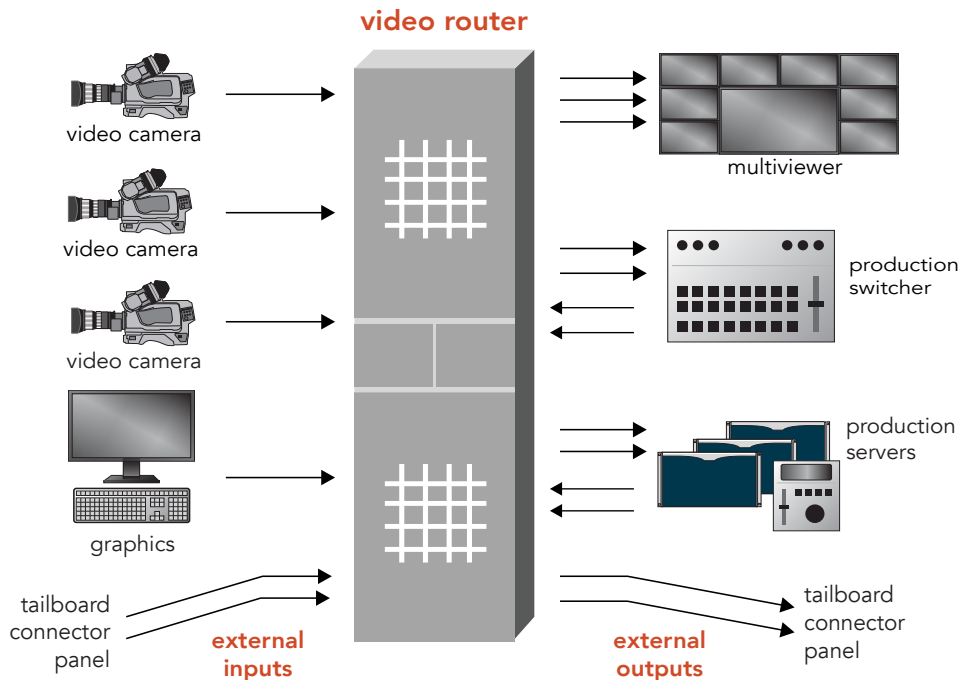 video router
video camera
video camera
video camera
graphics
tailboard
connector
panel
external
inputs
multiviewer
production
switcher
production
servers
external
outputs
tailboard
connector
panel